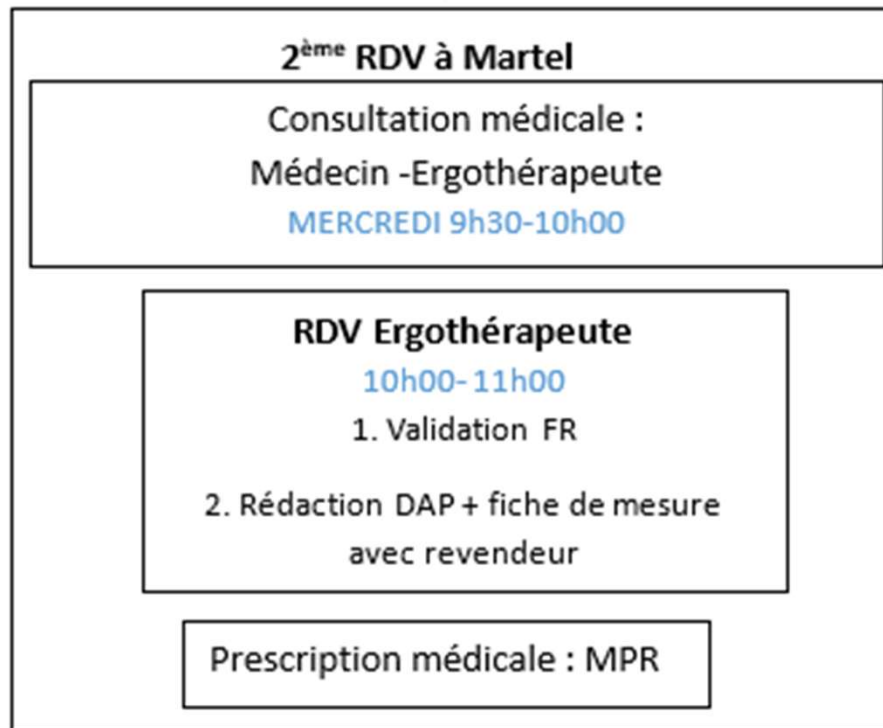 2ème RDV à Martel
Consultation médicale :
Médecin -Ergothérapeute
MERCREDI 9h30-10h00
RDV Ergothérapeute
10h00- 11h00
1. Validation FR
2. Rédaction DAP + fiche de mesure
avec revendeur
Prescription médicale : MPR